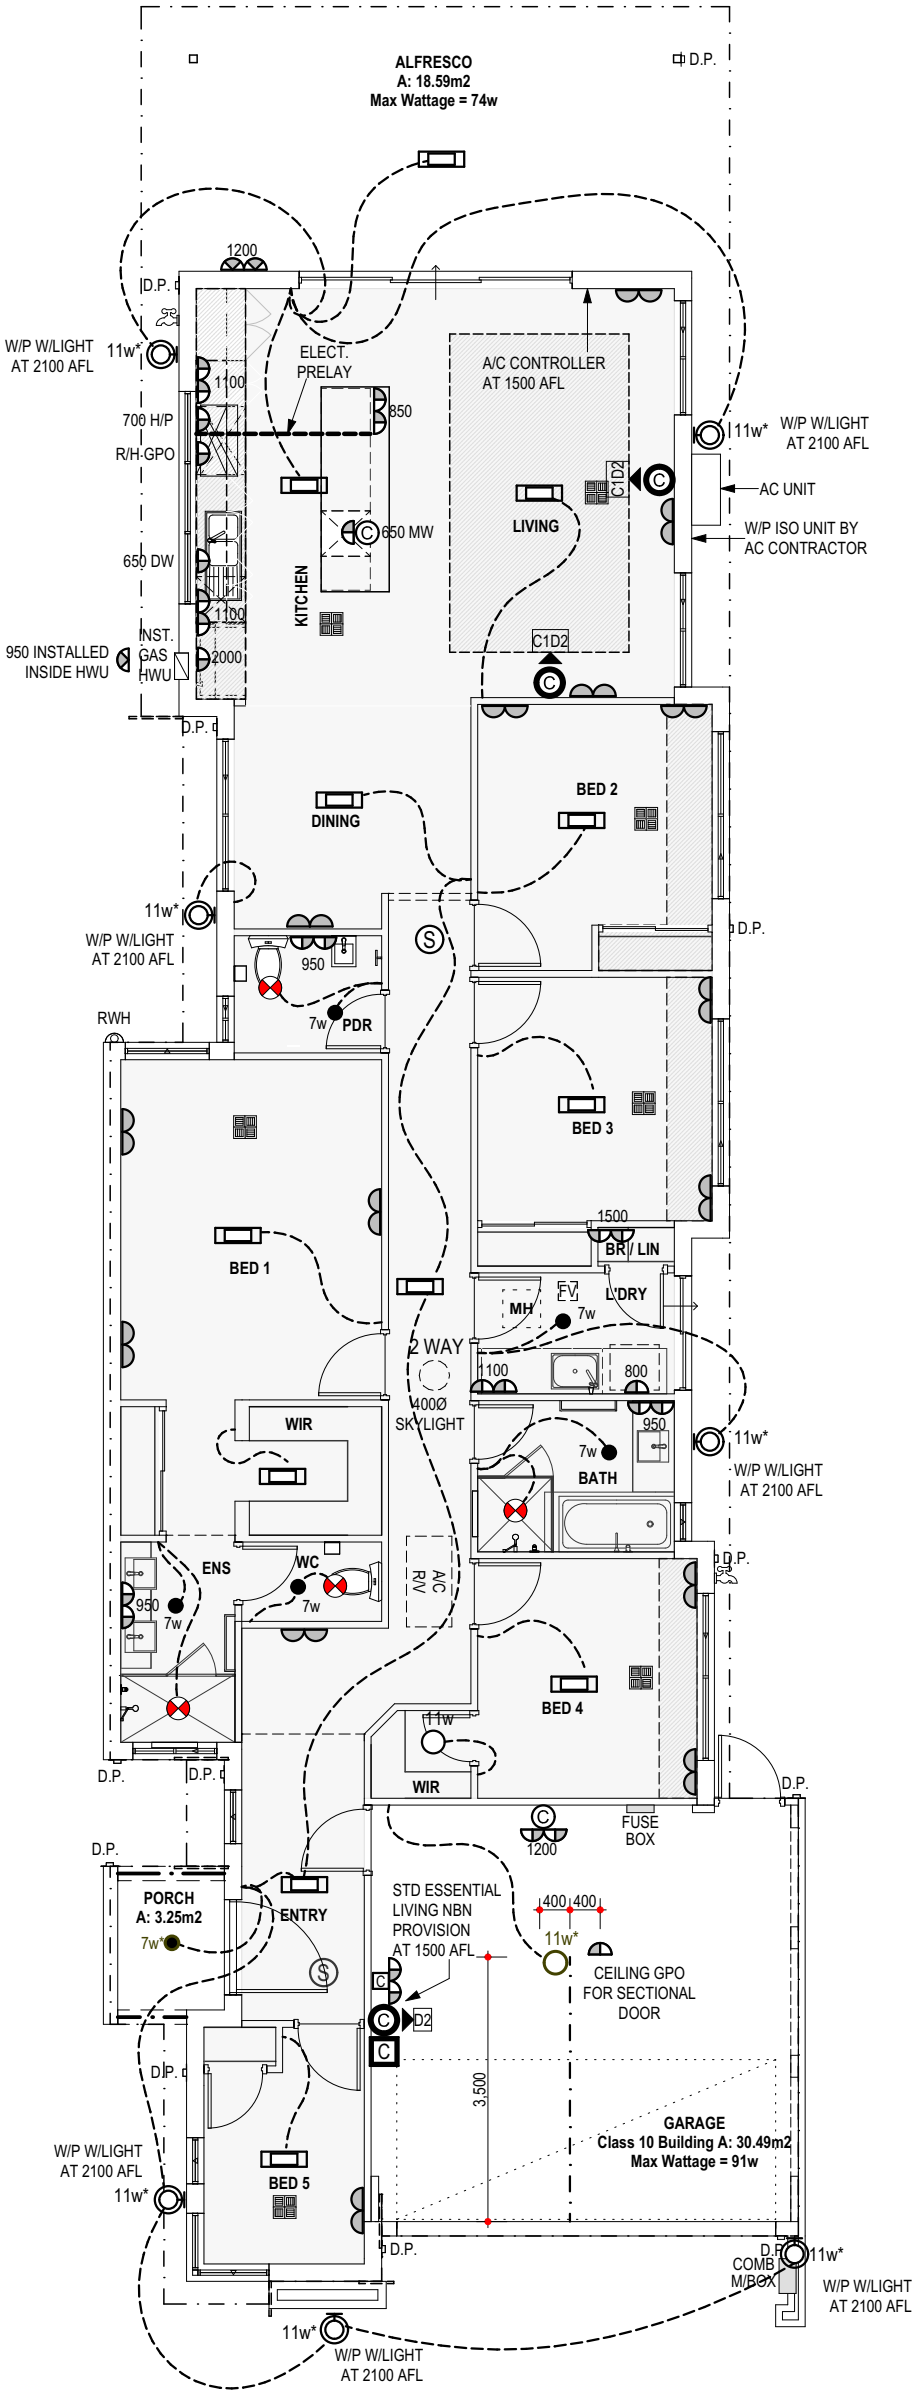 ALFRESCO
A: 18.59m2
Max Wattage = 74w
D.P.
1200
D.P.
W/P W/LIGHT
AT 2100 AFL
11w*
ELECT.
PRELAY
A/C CONTROLLER
AT 1500 AFL
1100
700 H/P
850
R/H-GPO
11w*
W/P W/LIGHT
AT 2100 AFL
C1D2
C
AC UNIT
LIVING
W/P ISO UNIT BY
AC CONTRACTOR
C
650 MW
650 DW
KITCHEN
1100
INST.
GAS
HWU
2000
950 INSTALLED
INSIDE HWU
C1D2
C
D.P.
BED 2
DINING
11w*
W/P W/LIGHT
AT 2100 AFL
S
D.P.
950
7w
PDR
RWH
BED 3
1500
BR / LIN
BED 1
MH
FV
L'DRY
7w
2 WAY
400Ø
SKYLIGHT
1100
800
WIR
950
7w
BATH
11w*
W/P W/LIGHT
AT 2100 AFL
ENS
WC
950
7w
7w
A/C
R/V
D.P.
BED 4
11w
WIR
D.P.
D.P.
D.P.
C
1200
FUSE
BOX
D.P.
PORCH
A: 3.25m2
7w*
ENTRY
STD ESSENTIAL
LIVING NBN
PROVISION
AT 1500 AFL
400
400
11w*
CEILING GPO
FOR SECTIONAL
DOOR
S
C
C
D2
C
D.P.
3,500
GARAGE
Class 10 Building A: 30.49m2
Max Wattage = 91w
W/P W/LIGHT
AT 2100 AFL
11w*
BED 5
D.P.
D.P.
COMB
M/BOX
11w*
W/P W/LIGHT
AT 2100 AFL
11w*
W/P W/LIGHT
AT 2100 AFL